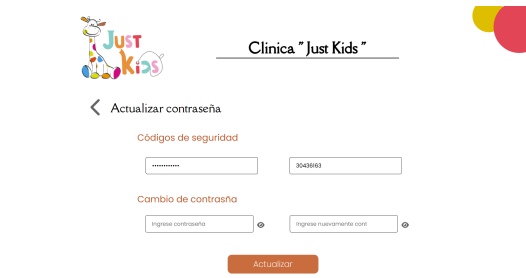 JUST
KiDS
Clinica " Just Kids "
Actualizar contraseña
Códigos de seguridad
•••••••••••• 30436163
Cambio de contrasña
Ingrese contraseña Ingrese nuevamente cont
Actualizar